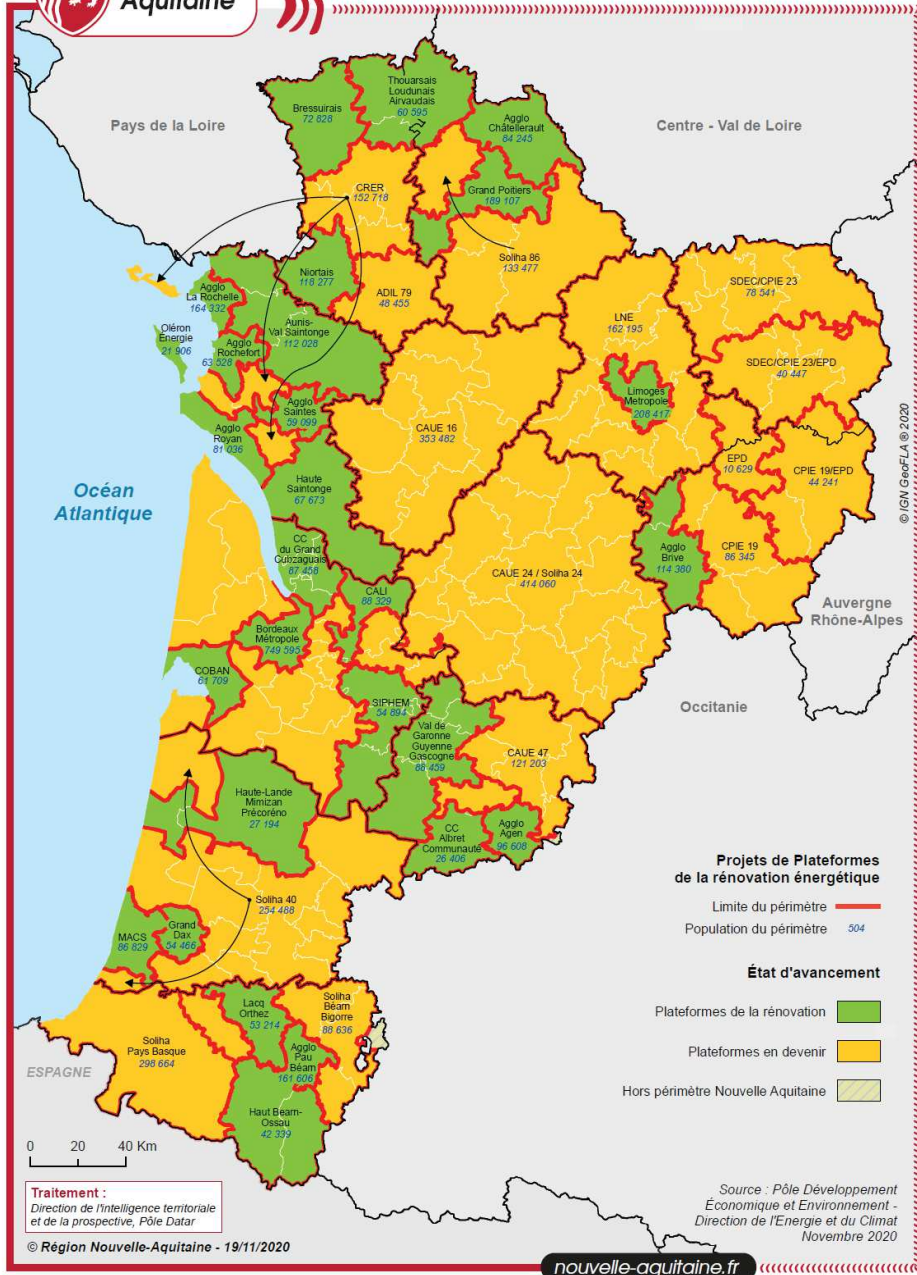 Aquitaine
Pays de la Loire
Centre - Val de Loire
Bressuirais
72 828
Thouarsais
Loudunais
Airvaudais
60 595
Agglo
Châtellerault
84 245
CRER
152 718
Grand Poitiers
189 107
Soliha 86
133 477
Niortais
118 277
ADIL 79
48 455
Agglo
La Rochelle
164 332
Aunis-
Val Saintonge
112 028
Oléron
Énergie
21 906
Agglo
Rochefort
63 528
LNE
162 195
SDEC/CPIE 23
78 541
SDEC/CPIE 23/EPD
40 447
Limoges
Metropole
208 417
Agglo
Saintes
59 099
Agglo
Royan
81 036
CAUE 16
353 482
EPD
10 629
CPIE 19/EPD
44 241
Haute
Saintonge
67 673
Océan
Atlantique
CC
du Grand
Cubzaguais
87 458
CAUE 24 / Soliha 24
414 060
Agglo
Brive
114 380
CPIE 19
86 345
CALI
88 329
Auvergne
Rhône-Alpes
Bordeaux
Métropole
749 595
COBAN
61 709
SIPHEM
54 894
Val de
Garonne
Guyenne
Gascogne
88 459
Occitanie
CAUE 47
121 203
Haute-Lande
Mimizan
Précoréno
27 194
CC
Albret
Communauté
26 406
Agglo
Agen
96 608
Soliha 40
254 488
MACS
86 829
Grand
Dax
54 466
Lacq
Orthez
53 214
Soliha
Béarn
Bigorre
88 636
Soliha
Pays Basque
298 664
Agglo
Pau
Béarn
161 606
ESPAGNE
Haut Bearn-
Ossau
42 339
© IGN GeoFLA ® 2020
Projets de Plateformes
de la rénovation énergétique
Limite du périmètre
Population du périmètre 504
État d'avancement
Plateformes de la rénovation
Plateformes en devenir
Hors périmètre Nouvelle Aquitaine
0 20 40 Km
Traitement :
Direction de l'intelligence territoriale
et de la prospective, Pôle Datar
© Région Nouvelle-Aquitaine - 19/11/2020
Source : Pôle Développement
Économique et Environnement -
Direction de l'Energie et du Climat
Novembre 2020
nouvelle-aquitaine.fr